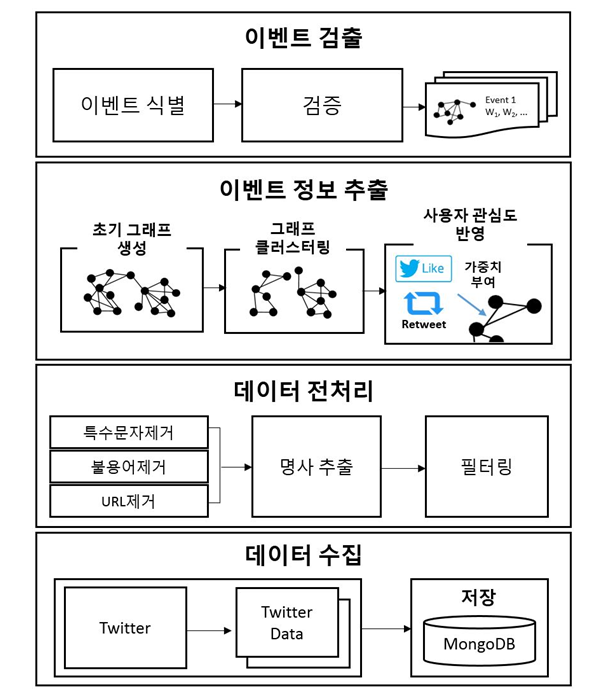 이벤트 검출
이벤트 식별
검증
Event 1
W1, W2, ...
이벤트 정보 추출
초기 그래프
생성
그래프
클러스터링
사용자 관심도
반영
Like
Retweet
가중치
부여
데이터 전처리
특수문자제거
불용어제거
URL제거
명사 추출
필터링
데이터 수집
Twitter
Twitter
Data
저장
MongoDB